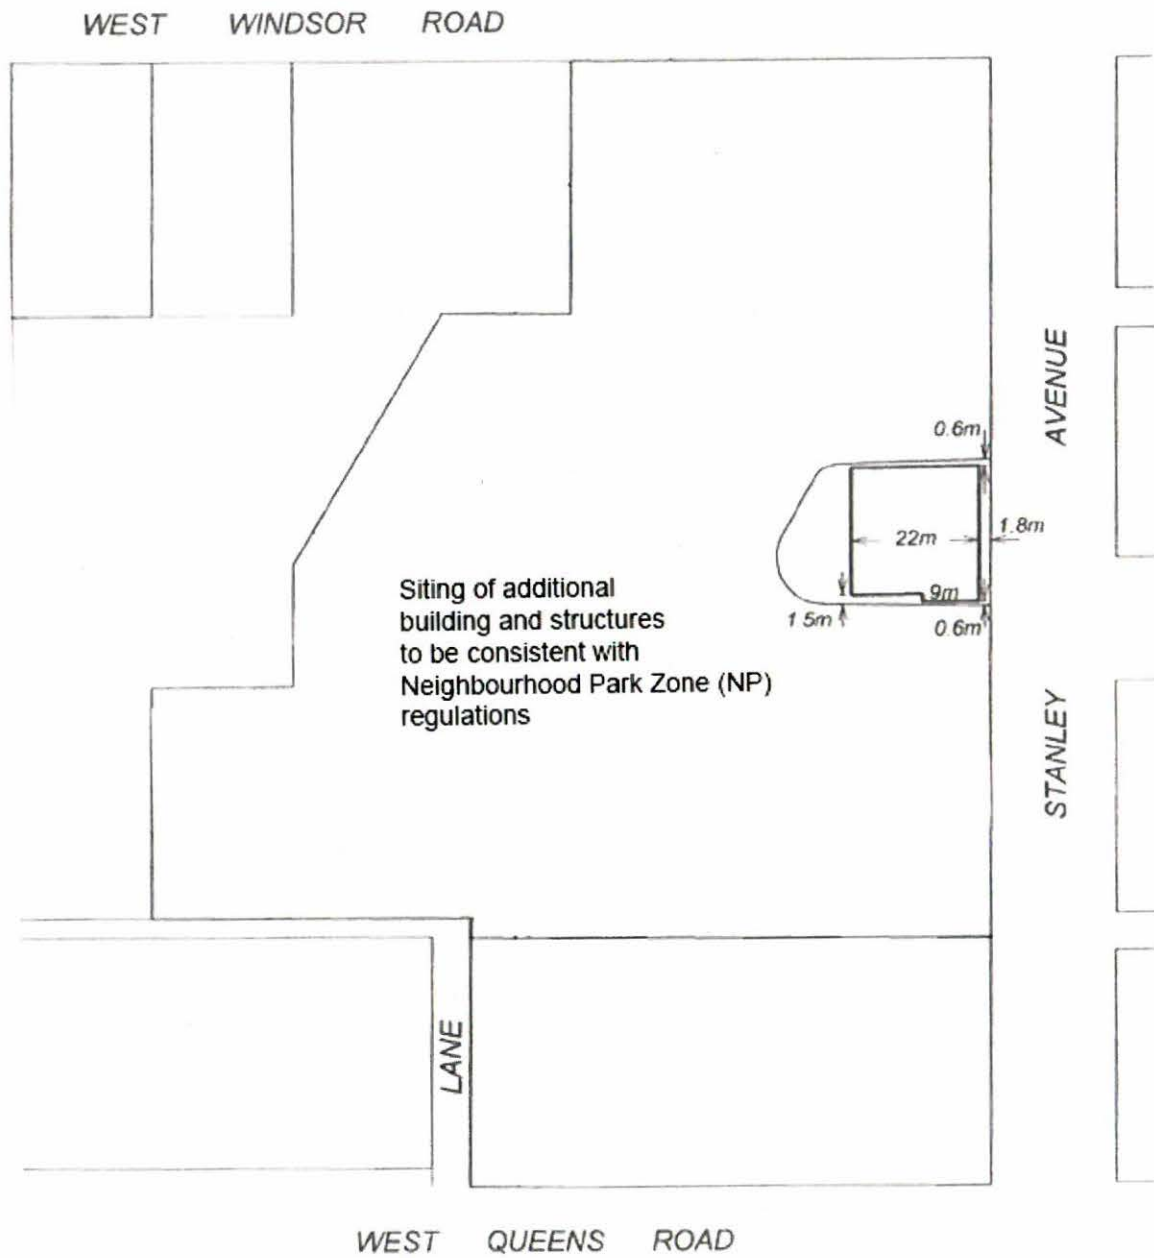 WEST WINDSOR ROAD
AVENUE
0.6m
1.8m
22m
9m
1.5m
0.6m
Siting of additional
building and structures
to be consistent with
Neighbourhood Park Zone (NP)
regulations
STANLEY
LANE
WEST QUEENS ROAD